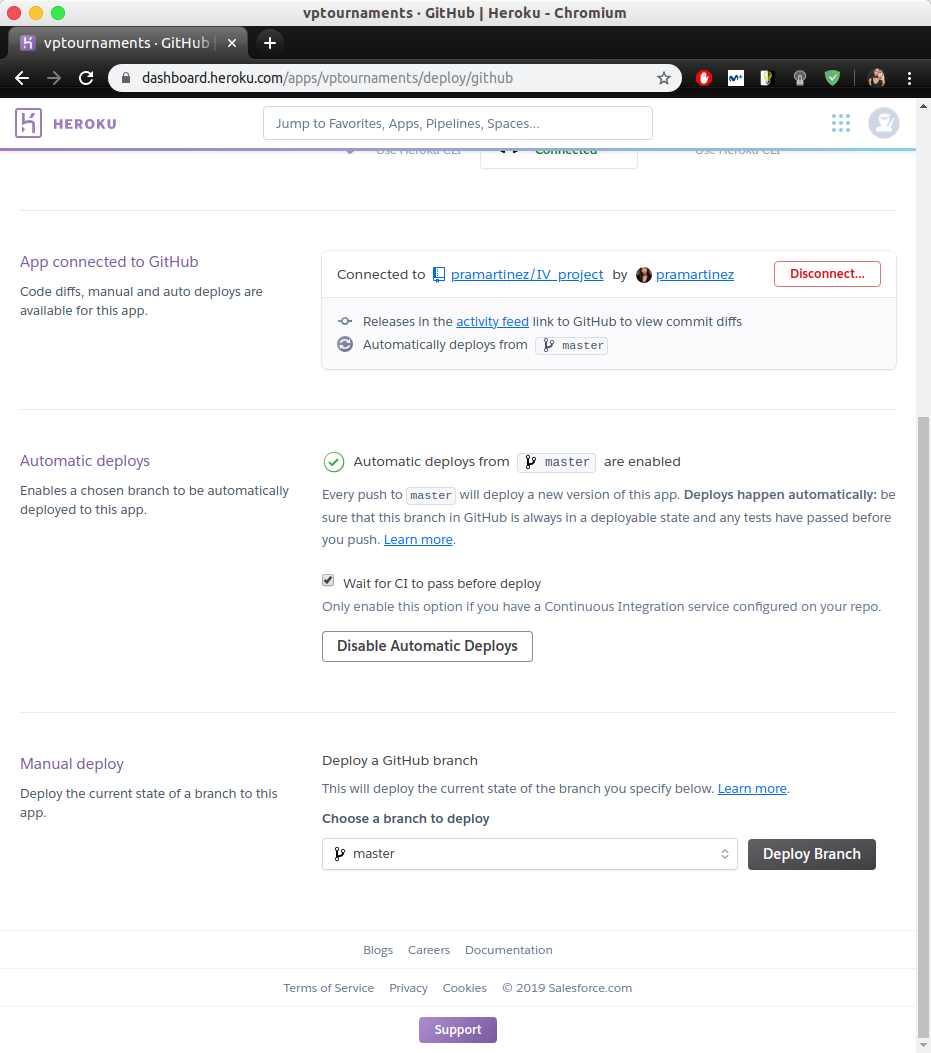 vptournaments · GitHub | Heroku - Chromium
vptournaments · GitHub |
dashboard.heroku.com/apps/vptournaments/deploy/github
HEROKU
Jump to Favorites, Apps, Pipelines, Spaces...
Use Heroku CLI
Connected
Use Heroku CLI
App connected to GitHub
Code diffs, manual and auto deploys are
available for this app.
Connected to pramartinez/IV_project by pramartinez
Disconnect...
Releases in the activity feed link to GitHub to view commit diffs
Automatically deploys from master
Automatic deploys
Enables a chosen branch to be automatically
deployed to this app.
Automatic deploys from master are enabled
Every push to master will deploy a new version of this app. Deploys happen automatically: be
sure that this branch in GitHub is always in a deployable state and any tests have passed before
you push. Learn more.
Wait for CI to pass before deploy
Only enable this option if you have a Continuous Integration service configured on your repo.
Disable Automatic Deploys
Manual deploy
Deploy the current state of a branch to this
app.
Deploy a GitHub branch
This will deploy the current state of the branch you specify below. Learn more.
Choose a branch to deploy
master
Deploy Branch
Blogs Careers Documentation
Terms of Service Privacy Cookies © 2019 Salesforce.com
Support